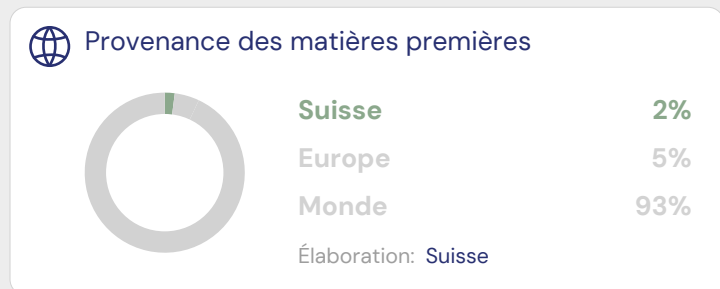 Provenance des matières premières
Suisse 2%
Europe 5%
Monde 93%
Élaboration: Suisse